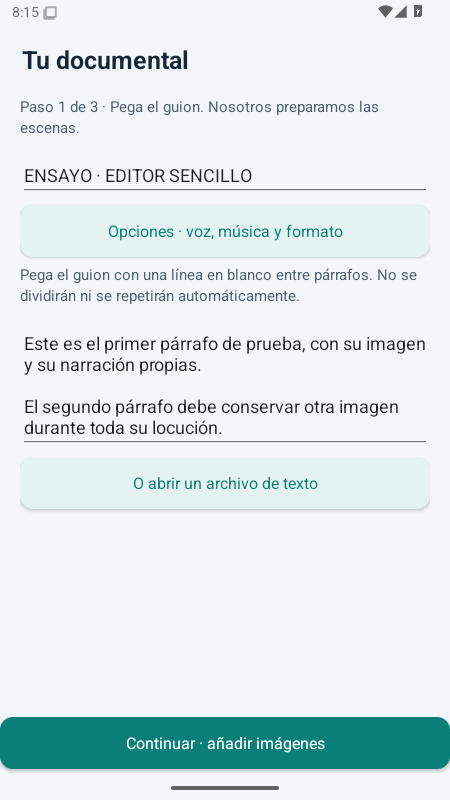 8:15
Tu documental
Paso 1 de 3 · Pega el guion. Nosotros preparamos las
escenas.
ENSAYO · EDITOR SENCILLO
Opciones · voz, música y formato
Pega el guion con una línea en blanco entre párrafos. No se
dividirán ni se repetirán automáticamente.
Este es el primer párrafo de prueba, con su imagen
y su narración propias.
El segundo párrafo debe conservar otra imagen
durante toda su locución.
O abrir un archivo de texto
Continuar · añadir imágenes